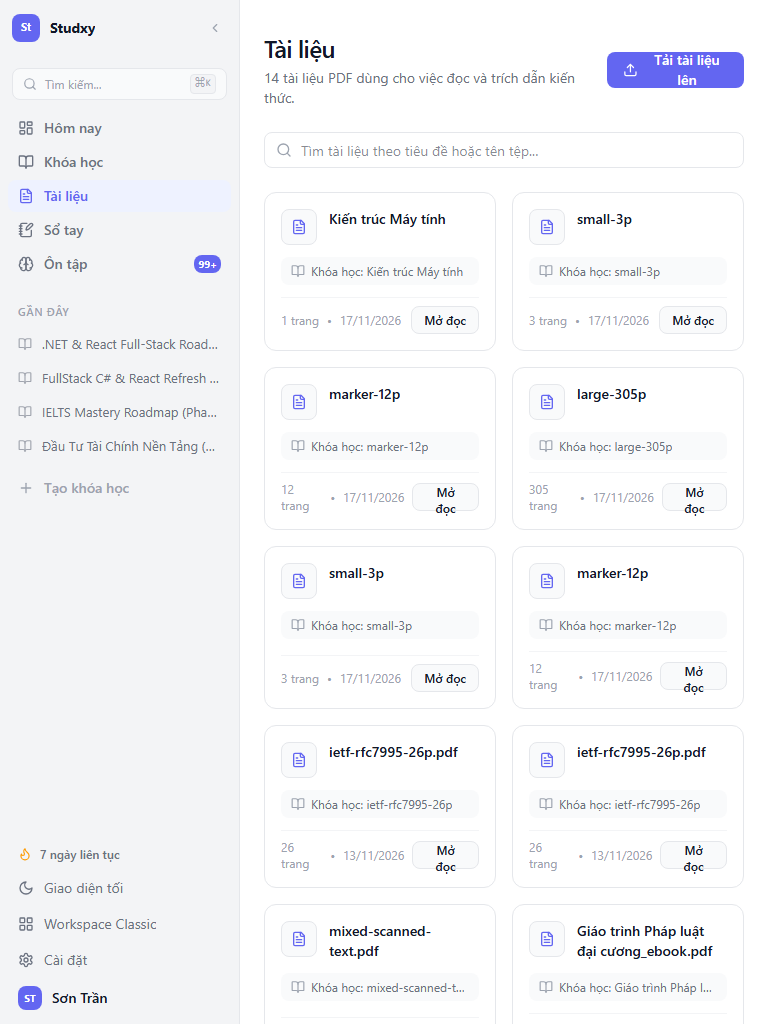 St Studxy
Tìm kiếm... ⌘K
Hôm nay
Khóa học
Tài liệu
Sổ tay
Ôn tập 99+
GẦN ĐÂY
.NET & React Full-Stack Road...
FullStack C# & React Refresh ...
IELTS Mastery Roadmap (Pha...
Đầu Tư Tài Chính Nền Tảng (...
Tạo khóa học
7 ngày liên tục
Giao diện tối
Workspace Classic
Cài đặt
ST Sơn Trần
Tài liệu
14 tài liệu PDF dùng cho việc đọc và trích dẫn kiến
thức.
Tải tài liệu
lên
Tìm tài liệu theo tiêu đề hoặc tên tệp...
Kiến trúc Máy tính
Khóa học: Kiến trúc Máy tính
1 trang • 17/11/2026 Mở đọc
small-3p
Khóa học: small-3p
3 trang • 17/11/2026 Mở đọc
marker-12p
Khóa học: marker-12p
12
trang • 17/11/2026 Mở
đọc
large-305p
Khóa học: large-305p
305
trang • 17/11/2026 Mở
đọc
small-3p
Khóa học: small-3p
3 trang • 17/11/2026 Mở đọc
marker-12p
Khóa học: marker-12p
12
trang • 17/11/2026 Mở
đọc
ietf-rfc7995-26p.pdf
Khóa học: ietf-rfc7995-26p
26
trang • 13/11/2026 Mở
đọc
ietf-rfc7995-26p.pdf
Khóa học: ietf-rfc7995-26p
26
trang • 13/11/2026 Mở
đọc
mixed-scanned-
text.pdf
Khóa học: mixed-scanned-t...
Giáo trình Pháp luật
đại cương_ebook.pdf
Khóa học: Giáo trình Pháp l...